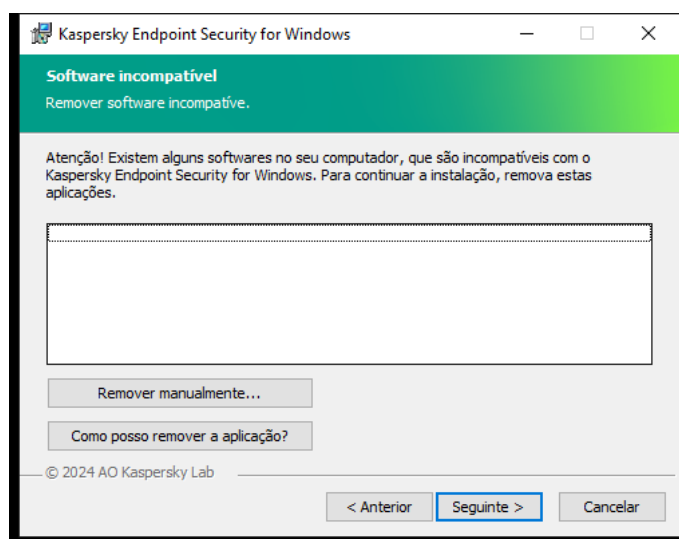 Kaspersky Endpoint Security for Windows
Software incompatível
Remover software incompatíve.
Atenção! Existem alguns softwares no seu computador, que são incompatíveis com o
Kaspersky Endpoint Security for Windows. Para continuar a instalação, remova estas
aplicações.
Remover manualmente...
Como posso remover a aplicação?
© 2024 AO Kaspersky Lab
< Anterior
Seguinte >
Cancelar